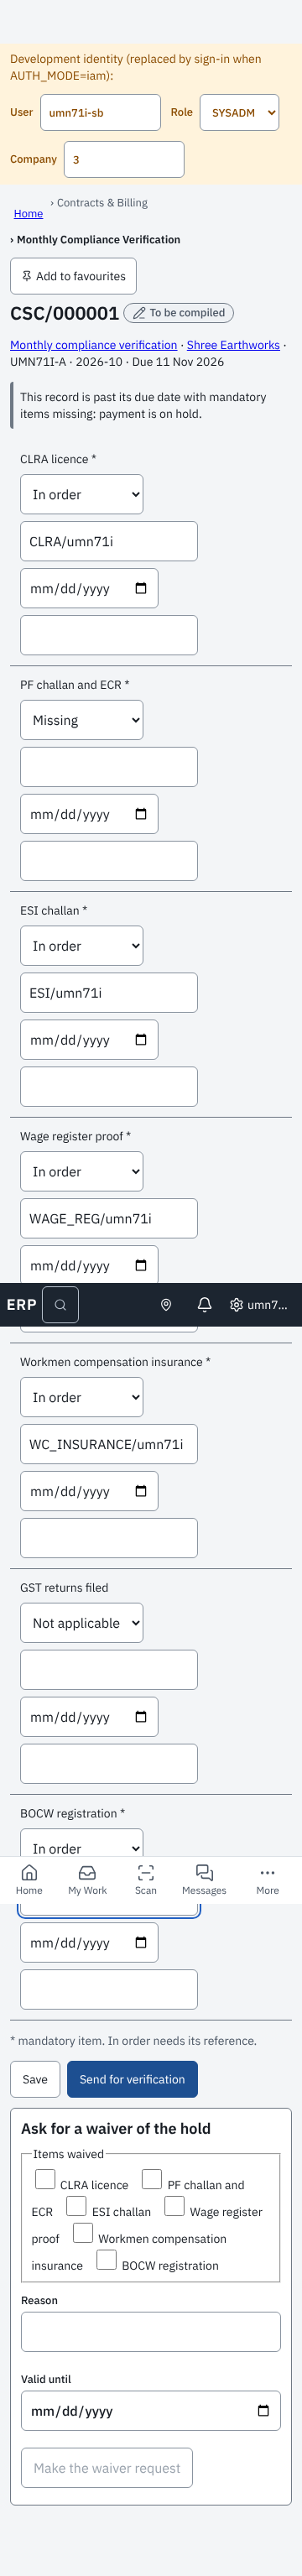 Development identity (replaced by sign-in when
AUTH_MODE=iam):
User umn71i-sb Role SYSADM
Company 3
Home › Contracts & Billing
› Monthly Compliance Verification
Add to favourites
CSC/000001 To be compiled
Monthly compliance verification · Shree Earthworks ·
UMN71I-A · 2026-10 · Due 11 Nov 2026
This record is past its due date with mandatory
items missing: payment is on hold.
CLRA licence *
In order
CLRA/umn71i
mm/dd/yyyy
PF challan and ECR *
Missing
mm/dd/yyyy
ESI challan *
In order
ESI/umn71i
mm/dd/yyyy
Wage register proof *
In order
WAGE_REG/umn71i
mm/dd/yyyy
ERP umn7...
Workmen compensation insurance *
In order
WC_INSURANCE/umn71i
mm/dd/yyyy
GST returns filed
Not applicable
mm/dd/yyyy
BOCW registration *
In order
Home My Work Scan Messages More
mm/dd/yyyy
* mandatory item. In order needs its reference.
Save Send for verification
Ask for a waiver of the hold
Items waived
CLRA licence PF challan and
ECR ESI challan Wage register
proof Workmen compensation
insurance BOCW registration
Reason
Valid until
mm/dd/yyyy
Make the waiver request